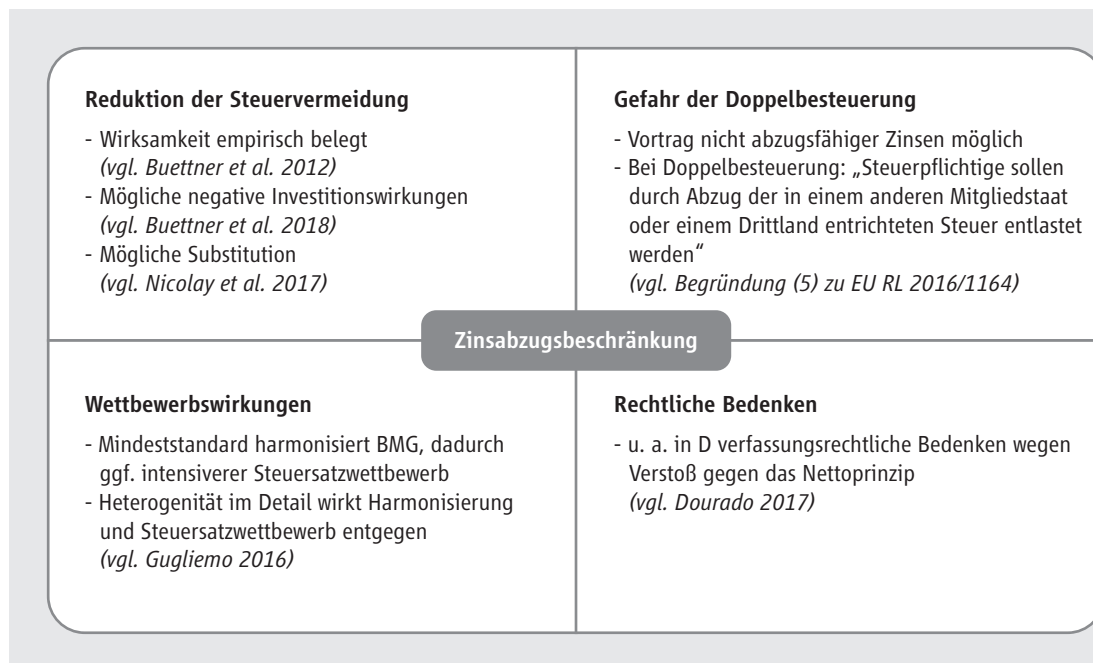 Reduktion der Steuervermeidung
- Wirksamkeit empirisch belegt
(vgl. Buettner et al. 2012)
- Mögliche negative Investitionswirkungen
(vgl. Buettner et al. 2018)
- Mögliche Substitution
(vgl. Nicolay et al. 2017)
Gefahr der Doppelbesteuerung
- Vortrag nicht abzugsfähiger Zinsen möglich
- Bei Doppelbesteuerung: „Steuerpflichtige sollen
durch Abzug der in einem anderen Mitgliedstaat
oder einem Drittland entrichteten Steuer entlastet
werden“
(vgl. Begründung (5) zu EU RL 2016/1164)
Zinsabzugsbeschränkung
Wettbewerbswirkungen
- Mindeststandard harmonisiert BMG, dadurch
ggf. intensiverer Steuersatzwettbewerb
- Heterogenität im Detail wirkt Harmonisierung
und Steuersatzwettbewerb entgegen
(vgl. Gugliemo 2016)
Rechtliche Bedenken
- u. a. in D verfassungsrechtliche Bedenken wegen
Verstoß gegen das Nettoprinzip
(vgl. Dourado 2017)